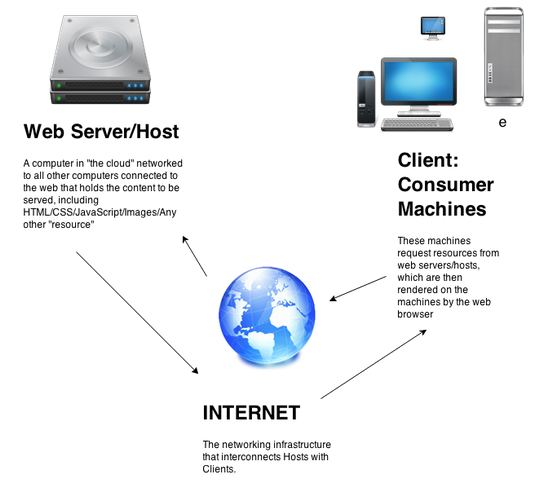 e
Web Server/Host
A computer in "the cloud" networked
to all other computers connected to
the web that holds the content to be
served, including
HTML/CSS/JavaScript/Images/Any
other "resource"
Client:
Consumer
Machines
These machines
request resources from
web servers/hosts,
which are then
rendered on the
machines by the web
browser
INTERNET
The networking infrastructure
that interconnects Hosts with
Clients.